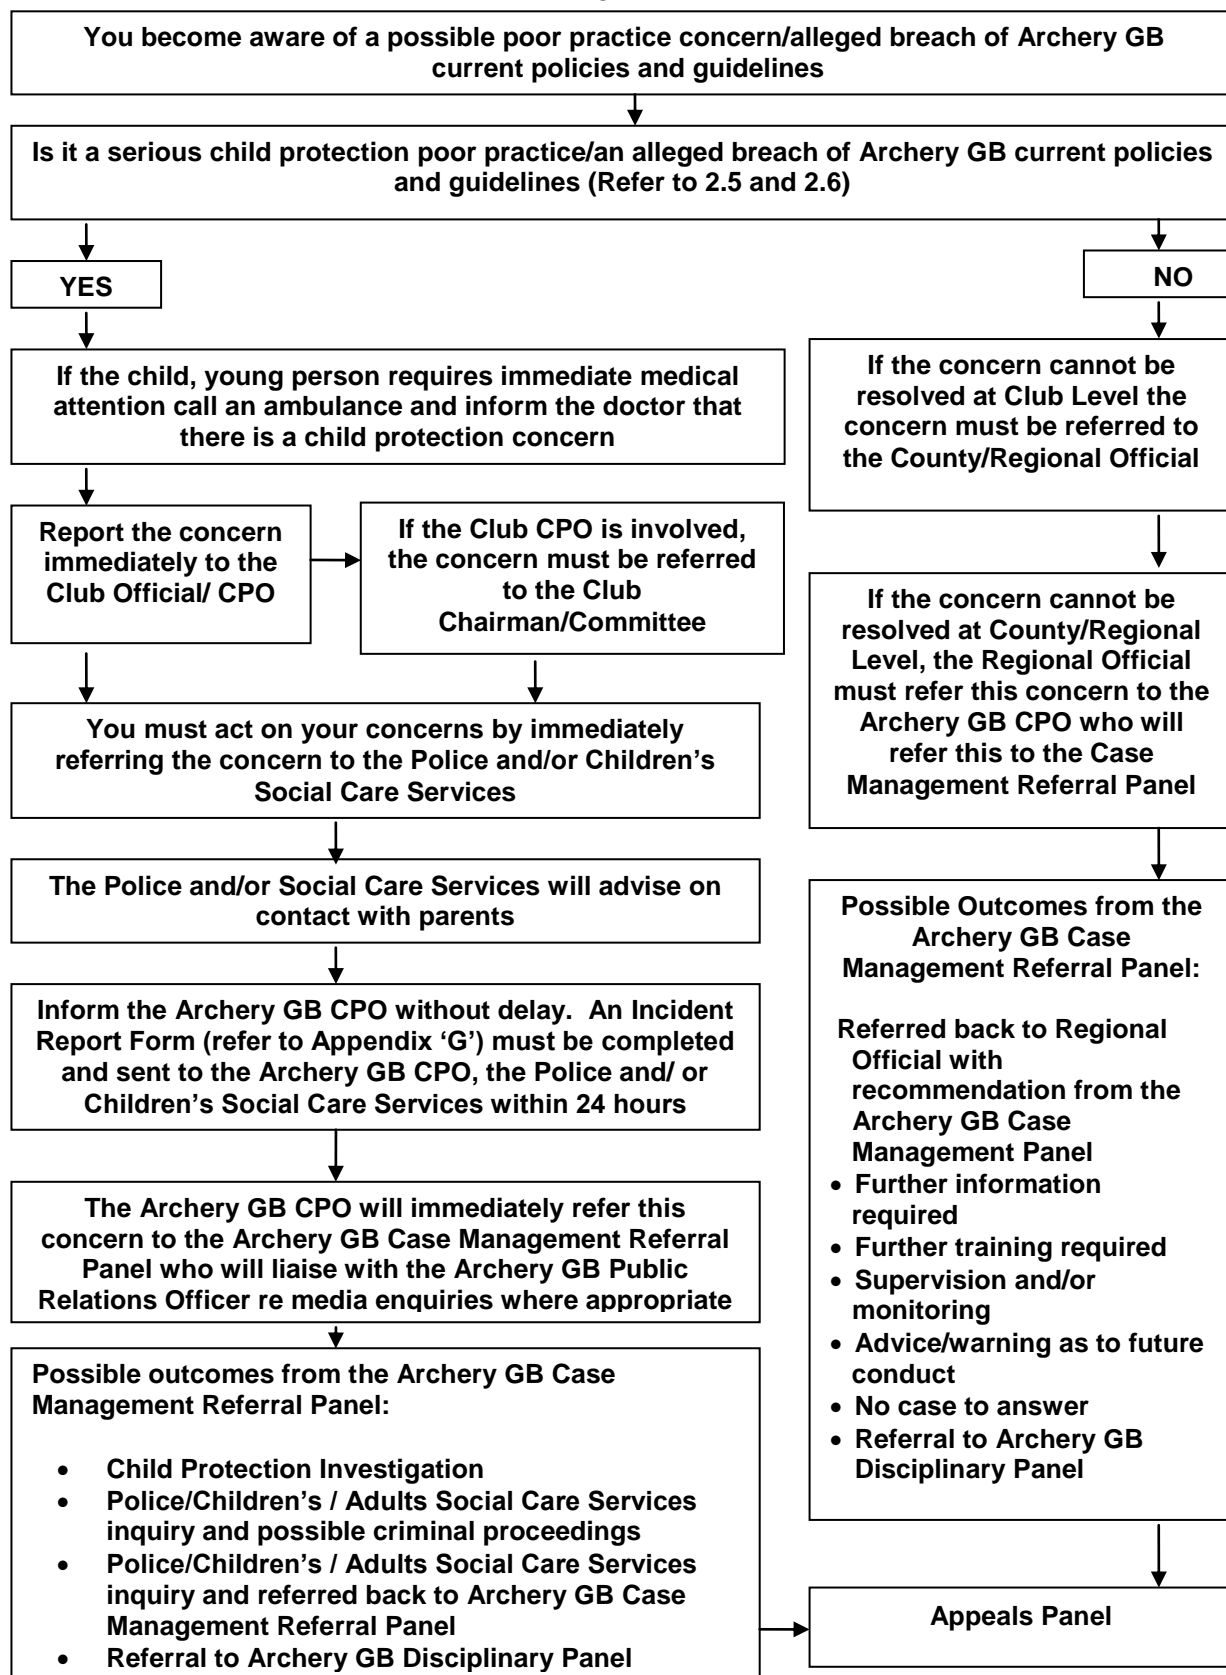 You become aware of a possible poor practice concern/alleged breach of Archery GB
current policies and guidelines
Is it a serious child protection poor practice/an alleged breach of Archery GB current policies
and guidelines (Refer to 2.5 and 2.6)
YES
NO
If the child, young person requires immediate medical
attention call an ambulance and inform the doctor that
there is a child protection concern
If the concern cannot be
resolved at Club Level the
concern must be referred to
the County/Regional Official
Report the concern
immediately to the
Club Official/ CPO
If the Club CPO is involved,
the concern must be referred
to the Club
Chairman/Committee
If the concern cannot be
resolved at County/Regional
Level, the Regional Official
must refer this concern to the
Archery GB CPO who will
refer this to the Case
Management Referral Panel
You must act on your concerns by immediately
referring the concern to the Police and/or Children's
Social Care Services
The Police and/or Social Care Services will advise on
contact with parents
Inform the Archery GB CPO without delay.  An Incident
Report Form (refer to Appendix 'G') must be completed
and sent to the Archery GB CPO, the Police and/ or
Children's Social Care Services within 24 hours
The Archery GB CPO will immediately refer this
concern to the Archery GB Case Management Referral
Panel who will liaise with the Archery GB Public
Relations Officer re media enquiries where appropriate
Possible outcomes from the Archery GB Case
Management Referral Panel:
• Child Protection Investigation
• Police/Children's / Adults Social Care Services
inquiry and possible criminal proceedings
• Police/Children's / Adults Social Care Services
inquiry and referred back to Archery GB Case
Management Referral Panel
• Referral to Archery GB Disciplinary Panel
Possible Outcomes from the
Archery GB Case
Management Referral Panel:
Referred back to Regional
Official with
recommendation from the
Archery GB Case
Management Panel
• Further information
required
• Further training required
• Supervision and/or
monitoring
• Advice/warning as to future
conduct
• No case to answer
• Referral to Archery GB
Disciplinary Panel
Appeals Panel